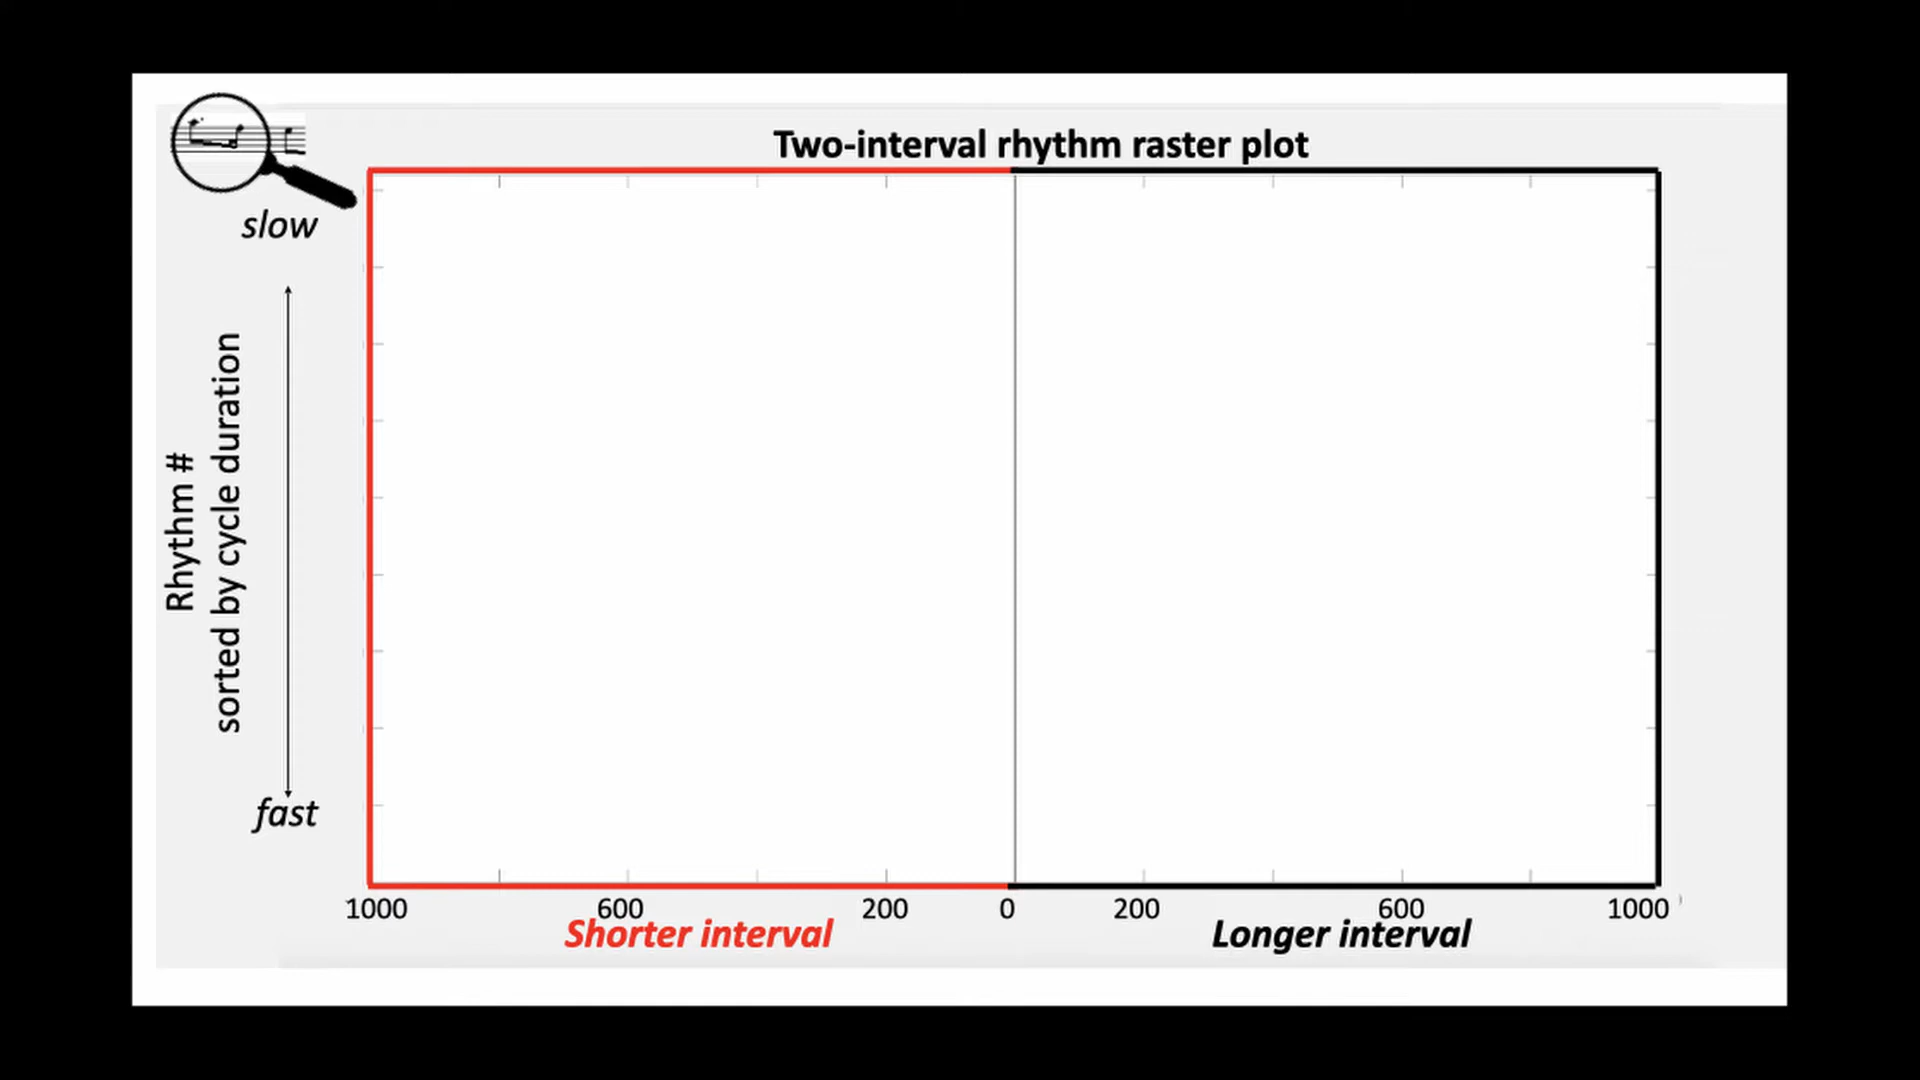 Two-interval rhythm raster plot
slow
Rhythm #
sorted by cycle duration
fast
1000 600 200 0 200 600 1000
Shorter interval Longer interval